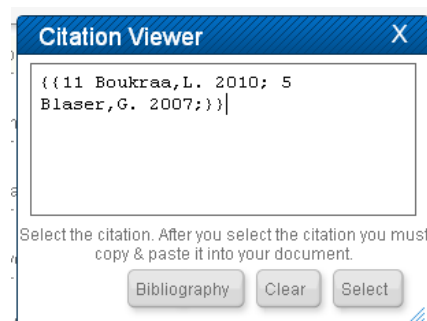 Citation Viewer X
{{11 Boukraa,L. 2010; 5
Blaser,G. 2007;}}
Select the citation. After you select the citation you must
copy & paste it into your document.
Bibliography Clear Select